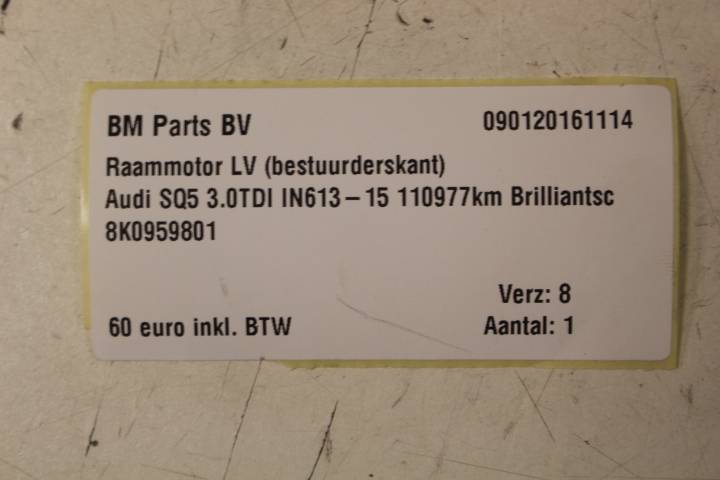 BM Parts BV 090120161114
Raammotor LV (bestuurderskant)
Audi SQ5 3.0TDI IN613-15 110977km Brilliantsc
8K0959801
Verz: 8
60 euro inkl. BTW Aantal: 1